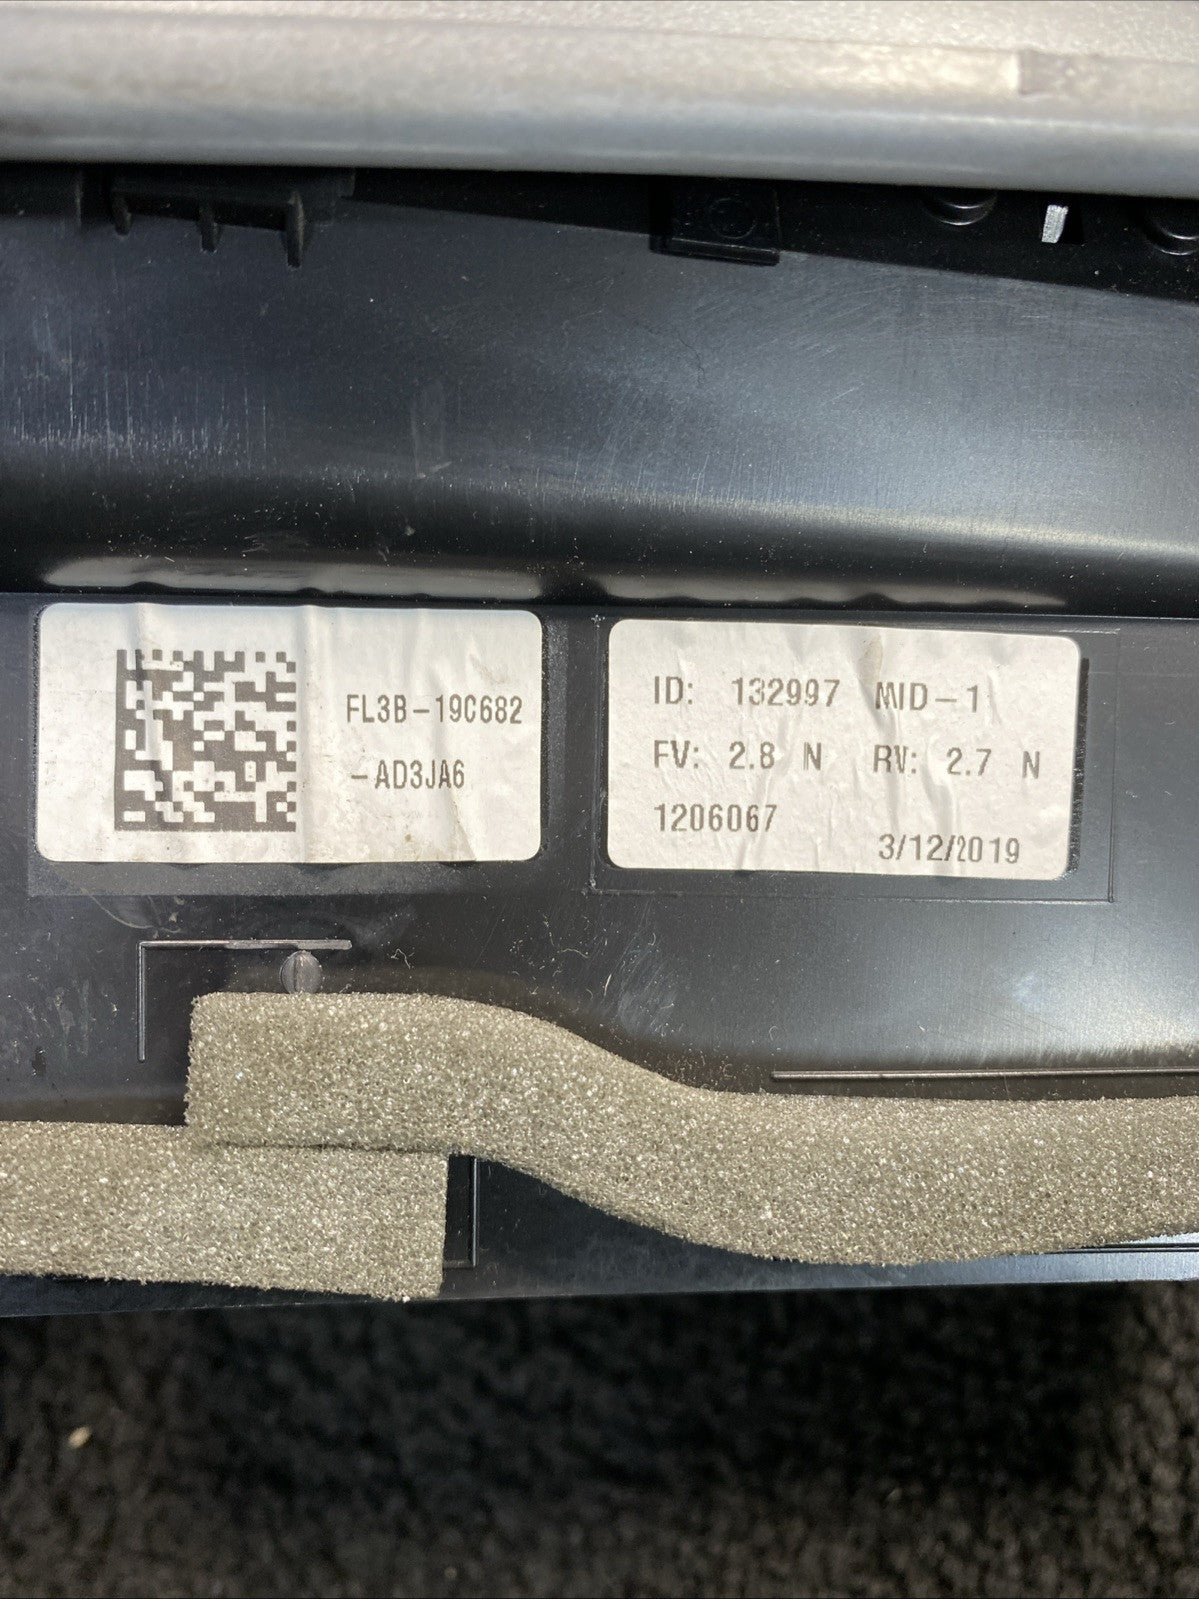 FL3B-19C682
-AD3JA6
ID: 132997 MID-1
FV: 2.8 N RV: 2.7 N
1206067
3/12/2019